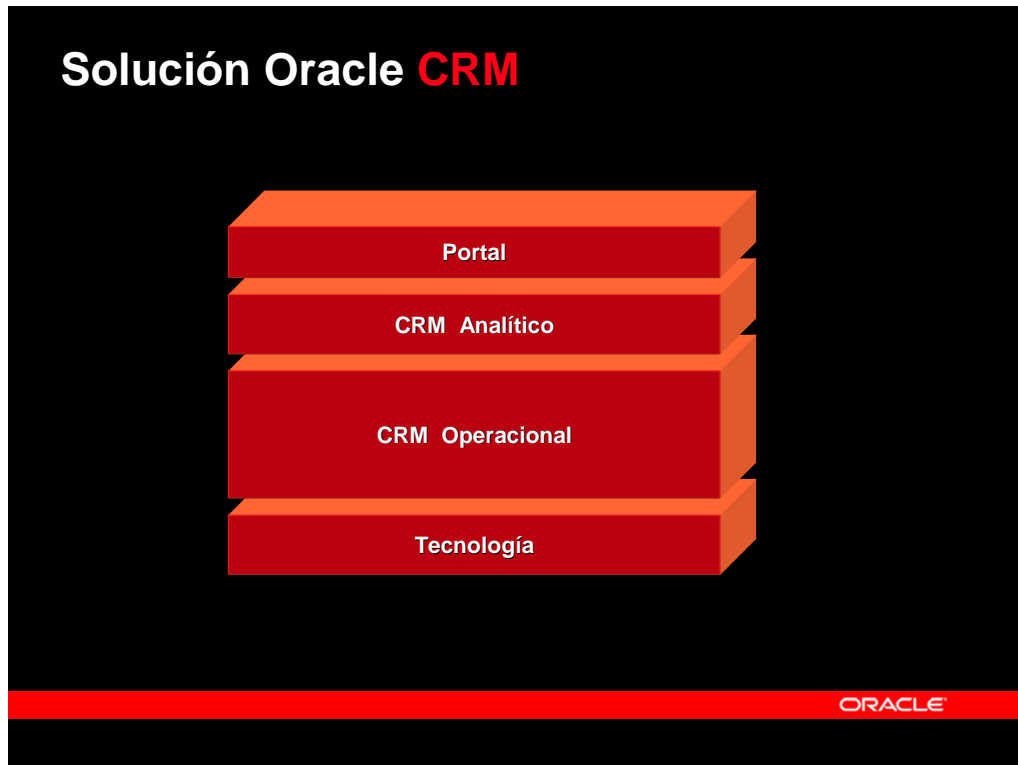 Solución Oracle CRM
Portal
CRM Analítico
CRM Operacional
Tecnología
ORACLE